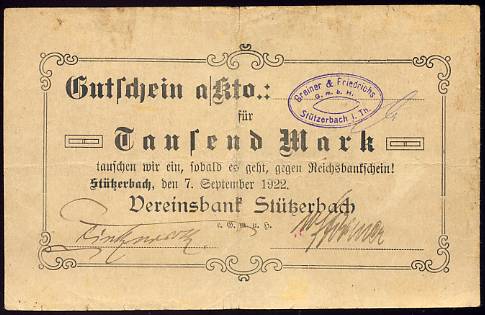 Gutschein a/Kto.:
Greiner & Friedrichs
G. m. b. H.
Stützerbach i. Th.
für
Tausend Mark
tauschen wir ein, sobald es geht, gegen Reichsbankschein!
Stützerbach, den 7. September 1922.
Vereinsbank Stützerbach
e. G. m. u. H.